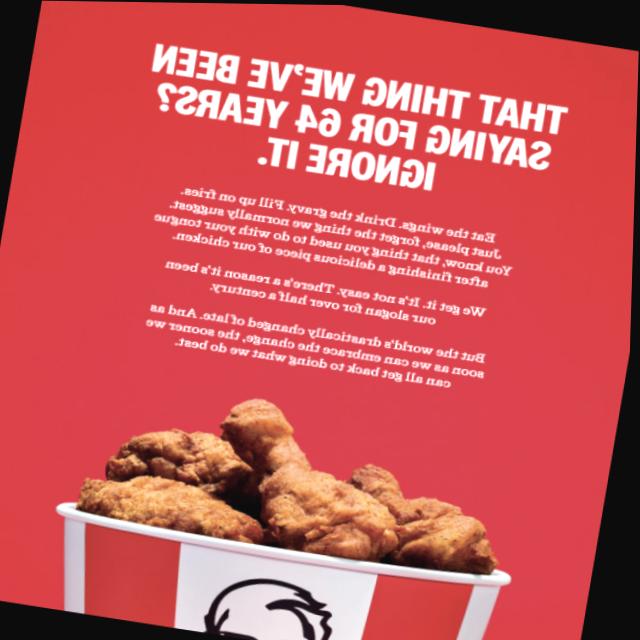 THAT THING WE'VE BEEN
SAYING FOR 64 YEARS?
IGNORE IT.
Eat the wings. Drink the gravy. Fill up on fries.
Just please, forget the thing we normally suggest.
You know, that thing you used to do with your tongue
after finishing a delicious piece of our chicken.
We get it. It's not easy. There's a reason it's been
our slogan for over half a century.
But the world's drastically changed of late. And as
soon as we can embrace the change, the sooner we
can all get back to doing what we do best.